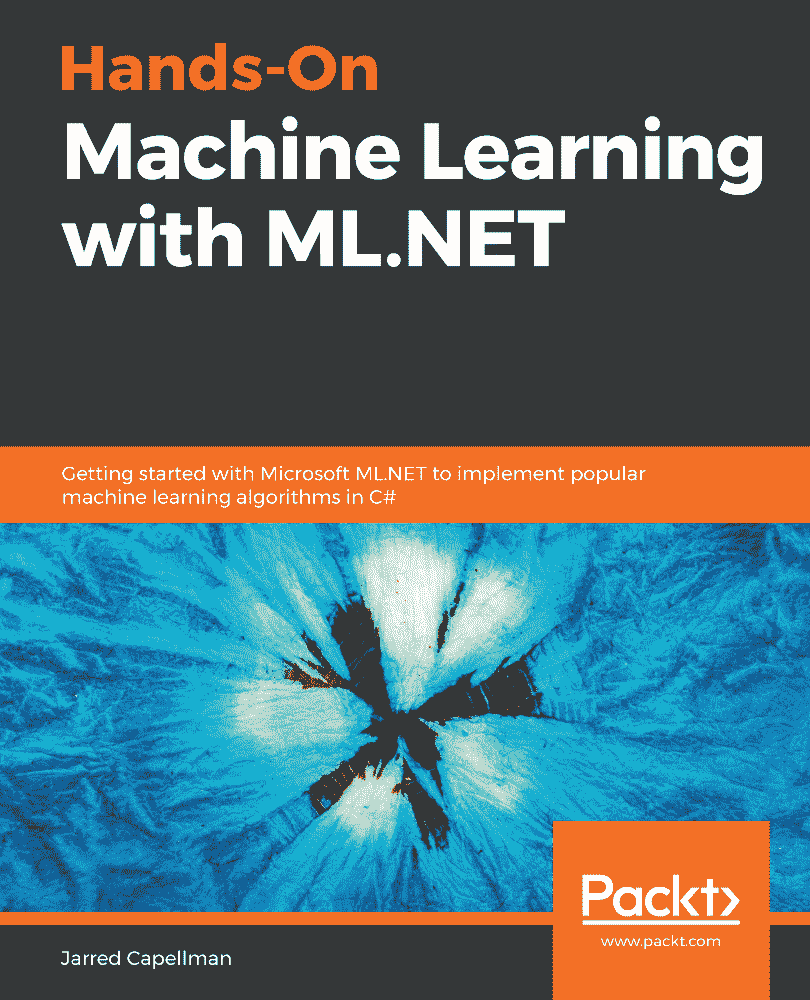 Hands-On
Machine Learning
with ML.NET
Getting started with Microsoft ML.NET to implement popular
machine learning algorithms in C#
Packt>
www.packt.com
Jarred Capellman